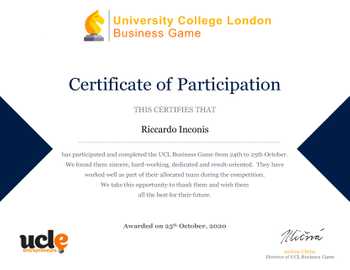 University College London
Business Game
Certificate of Participation
THIS CERTIFIES THAT
Riccardo Inconis
has participated and completed the UCL Business Game from 24th to 25th October.
We found them sincere, hard-working, dedicated and result-oriented. They have
worked well as part of their allocated team during the competition.
We take this opportunity to thank them and wish them
all the best for their future.
Awarded on 25th October, 2020
ucle
Director of UCL Business Game